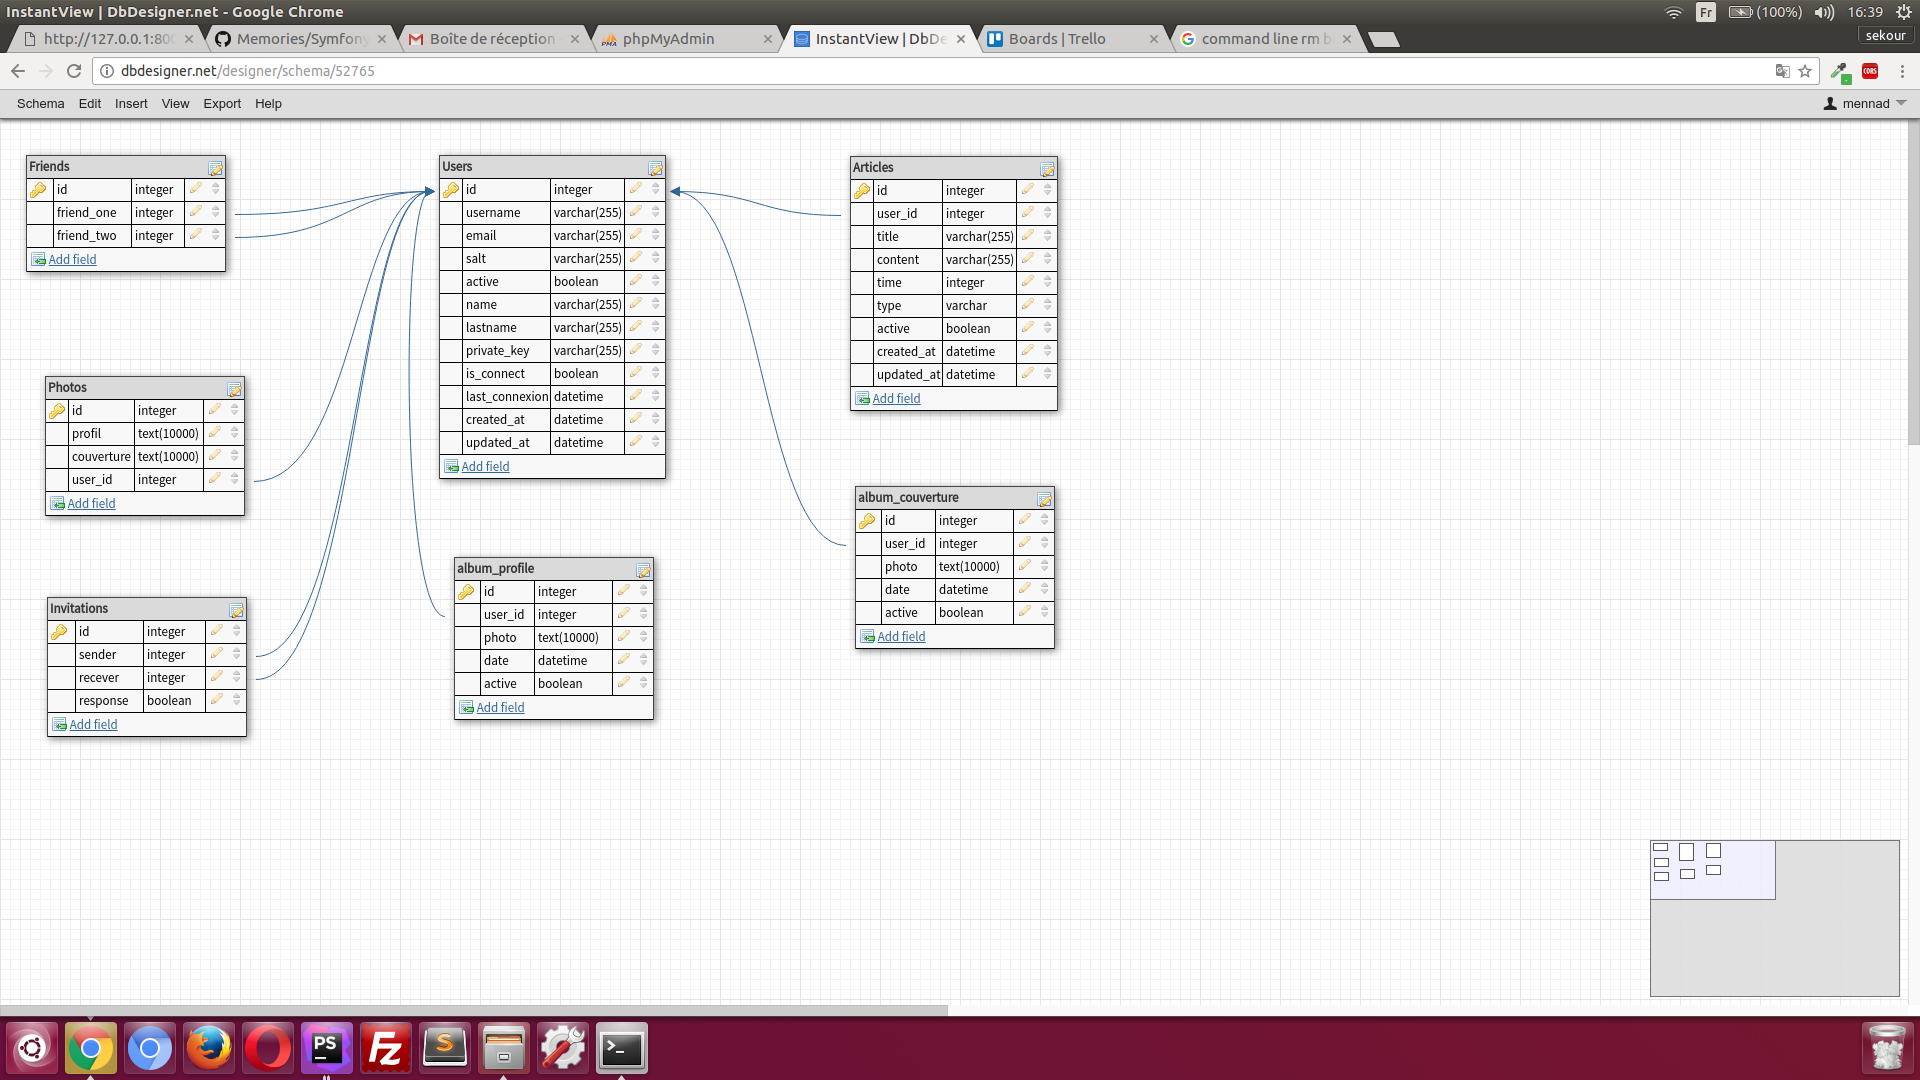 InstantView | DbDesigner.net - Google Chrome
Fr (100%) 16:39
http://127.0.0.1:800
Memories/Symfony
Boîte de réception
phpMyAdmin
InstantView | DbDe
Boards | Trello
command line rm
sekour
dbdesigner.net/designer/schema/52765
CORS
Schema Edit Insert View Export Help
mennad
Friends
id integer
friend_one integer
friend_two integer
Add field
Users
id integer
username varchar(255)
email varchar(255)
salt varchar(255)
active boolean
name varchar(255)
lastname varchar(255)
private_key varchar(255)
is_connect boolean
last_connexion datetime
created_at datetime
updated_at datetime
Add field
Articles
id integer
user_id integer
title varchar(255)
content varchar(255)
time integer
type varchar
active boolean
created_at datetime
updated_at datetime
Add field
Photos
id integer
profil text(10000)
couverture text(10000)
user_id integer
Add field
album_couverture
id integer
user_id integer
photo text(10000)
date datetime
active boolean
Add field
album_profile
id integer
user_id integer
photo text(10000)
date datetime
active boolean
Add field
Invitations
id integer
sender integer
recever integer
response boolean
Add field
PS
Fz
S
>_